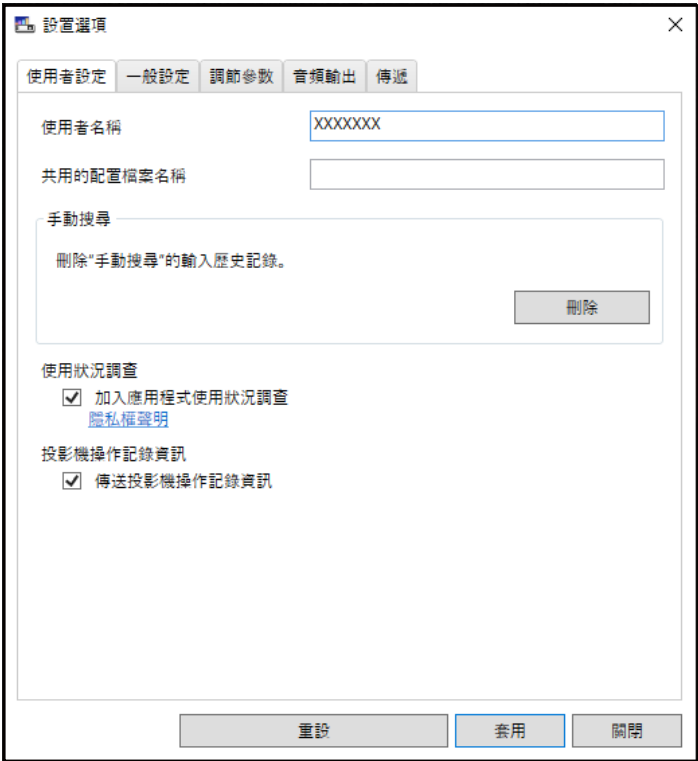 設置選項
使用者設定 一般設定 調節參數 音頻輸出 傳遞
使用者名稱 XXXXXXX
共用的配置檔案名稱
手動搜尋
刪除"手動搜尋"的輸入歷史記錄。
刪除
使用狀況調查
加入應用程式使用狀況調查
隱私權聲明
投影機操作記錄資訊
傳送投影機操作記錄資訊
重設 套用 關閉